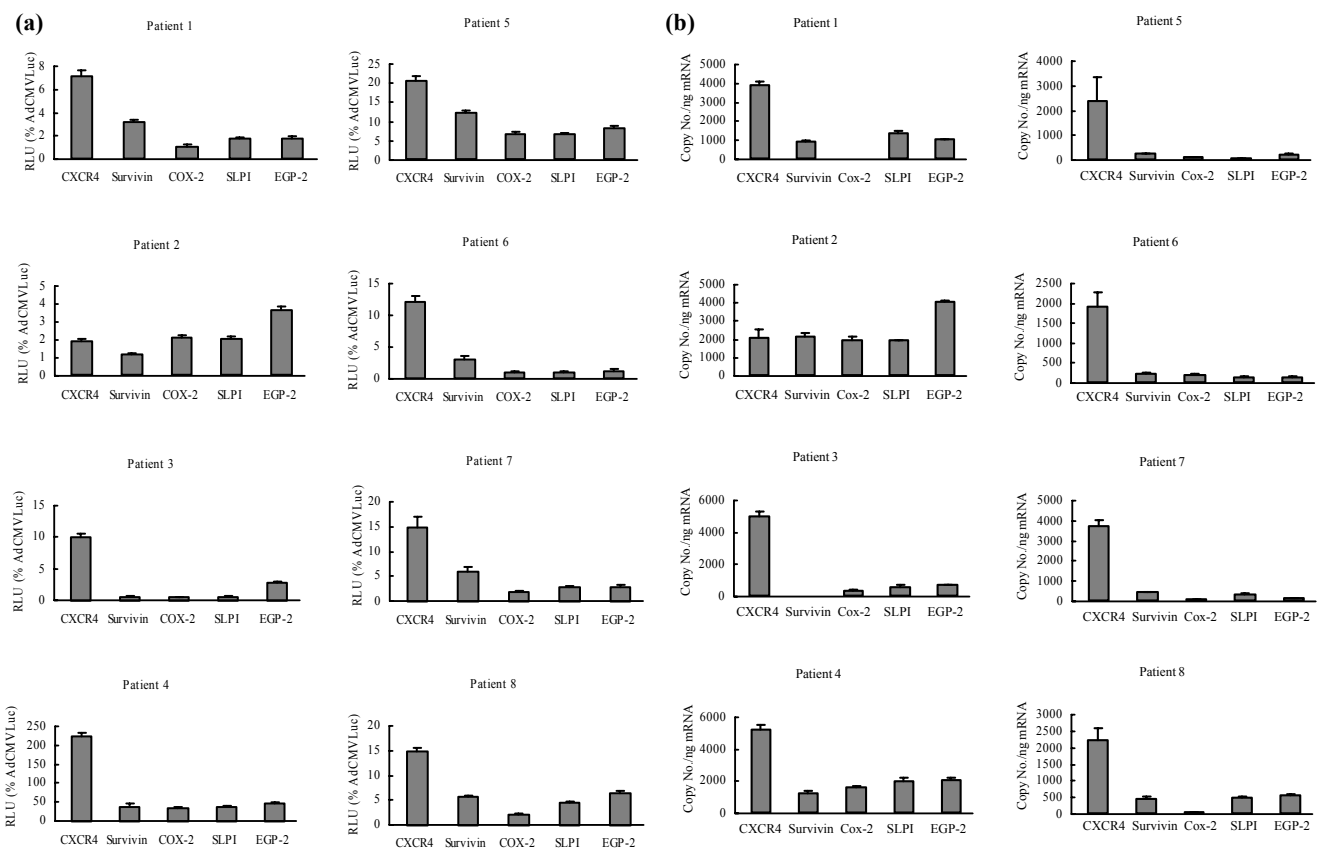 (a)
Patient 1
RLU (% AdCMVLuc)
8
6
4
2
0
CXCR4 Survivin COX-2 SLPI EGP-2
Patient 5
RLU (% AdCMVLuc)
25
20
15
10
5
0
CXCR4 Survivin COX-2 SLPI EGP-2
Patient 2
RLU (% AdCMVLuc)
5
4
3
2
1
0
CXCR4 Survivin COX-2 SLPI EGP-2
Patient 6
RLU (% AdCMVLuc)
15
10
5
0
CXCR4 Survivin COX-2 SLPI EGP-2
Patient 3
RLU (% AdCMVLuc)
15
10
5
0
CXCR4 Survivin COX-2 SLPI EGP-2
Patient 7
RLU (% AdCMVLuc)
20
15
10
5
0
CXCR4 Survivin COX-2 SLPI EGP-2
Patient 4
RLU (% AdCMVLuc)
250
200
150
100
50
0
CXCR4 Survivin COX-2 SLPI EGP-2
Patient 8
RLU (% AdCMVLuc)
20
15
10
5
0
CXCR4 Survivin COX-2 SLPI EGP-2
(b)
Patient 1
Copy No./ng mRNA
5000
4000
3000
2000
1000
0
CXCR4 Survivin Cox-2 SLPI EGP-2
Patient 5
Copy No./ng mRNA
4000
3000
2000
1000
0
CXCR4 Survivin Cox-2 SLPI EGP-2
Patient 2
Copy No./ng mRNA
5000
4000
3000
2000
1000
0
CXCR4 Survivin Cox-2 SLPI EGP-2
Patient 6
Copy No./ng mRNA
2500
2000
1500
1000
500
0
CXCR4 Survivin Cox-2 SLPI EGP-2
Patient 3
Copy No./ng mRNA
6000
4000
2000
0
CXCR4 Survivin Cox-2 SLPI EGP-2
Patient 7
Copy No./ng mRNA
5000
4000
3000
2000
1000
0
CXCR4 Survivin Cox-2 SLPI EGP-2
Patient 4
Copy No./ng mRNA
6000
4000
2000
0
CXCR4 Survivin Cox-2 SLPI EGP-2
Patient 8
Copy No./ng mRNA
3000
2500
2000
1500
1000
500
0
CXCR4 Survivin Cox-2 SLPI EGP-2